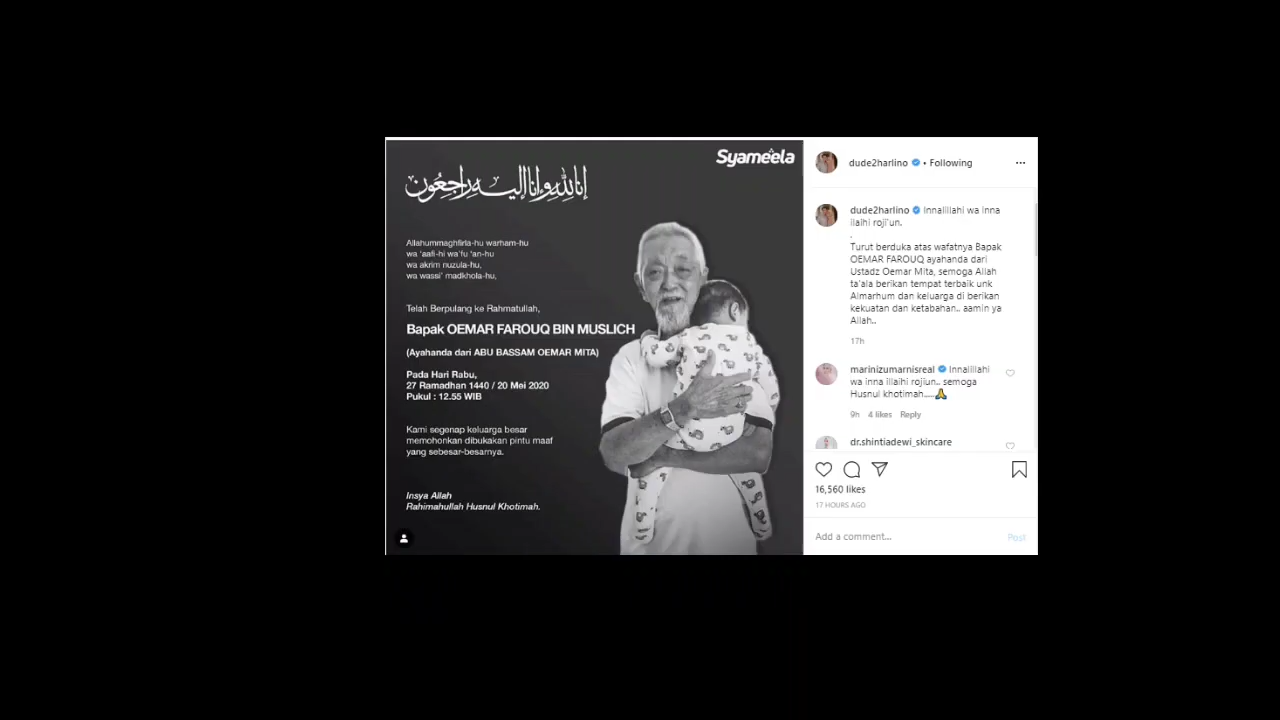 Syameela
إنا لله وإنا إليه راجعون
Allahummaghfirla-hu warham-hu
wa 'aafi-hi wa'fu 'an-hu
wa akrim nuzula-hu,
wa wassi' madkhola-hu,
Telah Berpulang ke Rahmatullah,
Bapak OEMAR FAROUQ BIN MUSLICH
(Ayahanda dari ABU BASSAM OEMAR MITA)
Pada Hari Rabu,
27 Ramadhan 1440 / 20 Mei 2020
Pukul : 12.55 WIB
Kami segenap keluarga besar
memohonkan dibukakan pintu maaf
yang sebesar-besarnya.
Insya Allah
Rahimahullah Husnul Khotimah.
dude2harlino • Following
dude2harlino Innalillahi wa inna
ilaihi roji'un.
.
Turut berduka atas wafatnya Bapak
OEMAR FAROUQ ayahanda dari
Ustadz Oemar Mita, semoga Allah
ta'ala berikan tempat terbaik unk
Almarhum dan keluarga di berikan
kekuatan dan ketabahan.. aamin ya
Allah..
17h
marinizumarnisreal Innalillahi
wa inna illaihi rojiun.. semoga
Husnul khotimah.....🙏
9h 4 likes Reply
dr.shintiadewi_skincare
16,560 likes
17 HOURS AGO
Add a comment...
Post